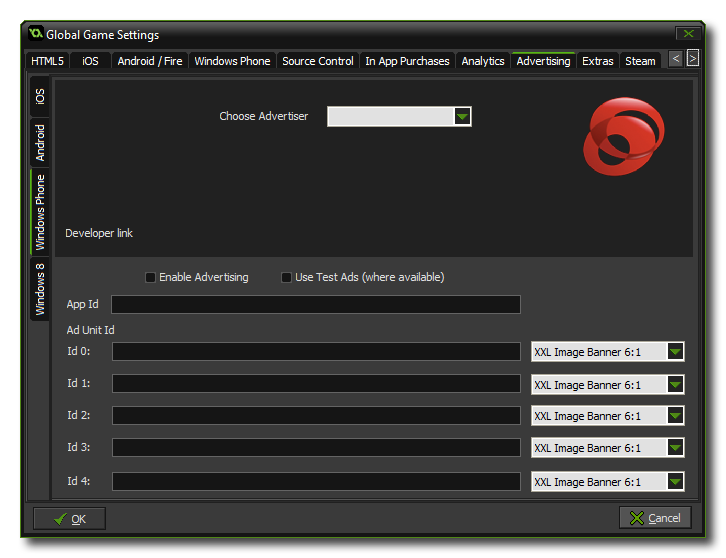 Global Game Settings
HTML5 iOS Android / Fire Windows Phone Source Control In App Purchases Analytics Advertising Extras Steam < >
iOS
Android
Windows Phone
Windows 8
Choose Advertiser
Developer link
Enable Advertising Use Test Ads (where available)
App Id
Ad Unit Id
Id 0: XXL Image Banner 6:1
Id 1: XXL Image Banner 6:1
Id 2: XXL Image Banner 6:1
Id 3: XXL Image Banner 6:1
Id 4: XXL Image Banner 6:1
OK Cancel